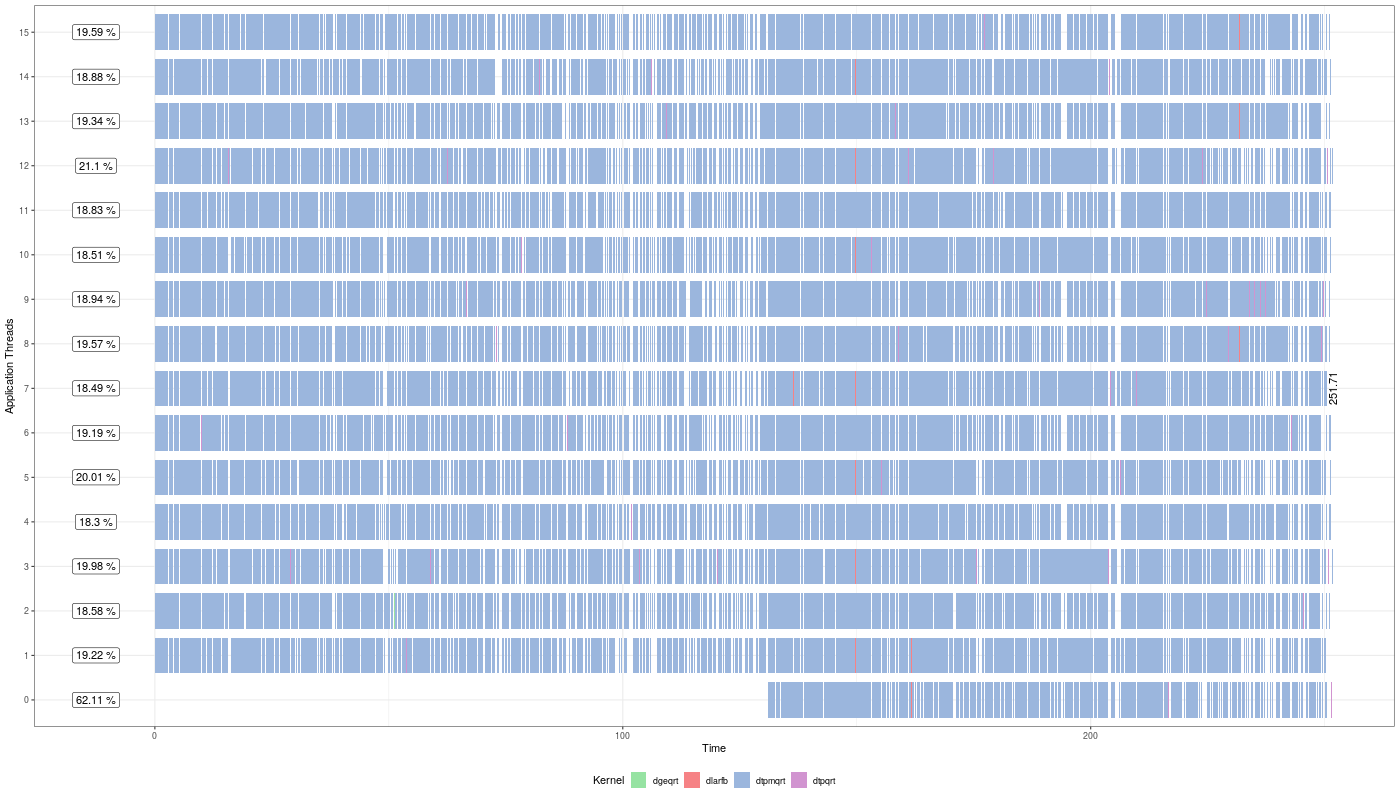 15 19.59 %
14 18.88 %
13 19.34 %
12 21.1 %
11 18.83 %
10 18.51 %
9 18.94 %
8 19.57 %
7 18.49 %
251.71
6 19.19 %
5 20.01 %
4 18.3 %
3 19.98 %
2 18.58 %
1 19.22 %
0 62.11 %
Application Threads
0 100 200
Time
Kernel dgeqrt dlarfb dtpmqrt dtpqrt